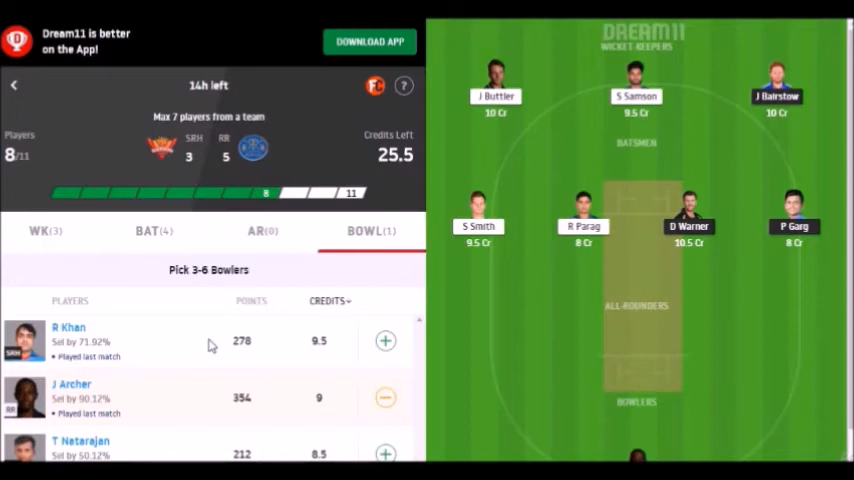 Dream11 is better
on the App!
DOWNLOAD APP
14h left
FC
?
Max 7 players from a team
Players
8/11
SRH
3
RR
5
Credits Left
25.5
8
11
WK(3)
BAT(4)
AR(0)
BOWL(1)
Pick 3-6 Bowlers
PLAYERS
POINTS
CREDITS
R Khan
Sel by 71.92%
Played last match
SRH
278
9.5
J Archer
Sel by 90.12%
Played last match
RR
354
9
T Natarajan
Sel by 50.12%
212
8.5
DREAM11
WICKET-KEEPERS
J Buttler
10 Cr
S Samson
9.5 Cr
J Bairstow
10 Cr
BATSMEN
S Smith
9.5 Cr
R Parag
8 Cr
D Warner
10.5 Cr
P Garg
8 Cr
ALL-ROUNDERS
BOWLERS